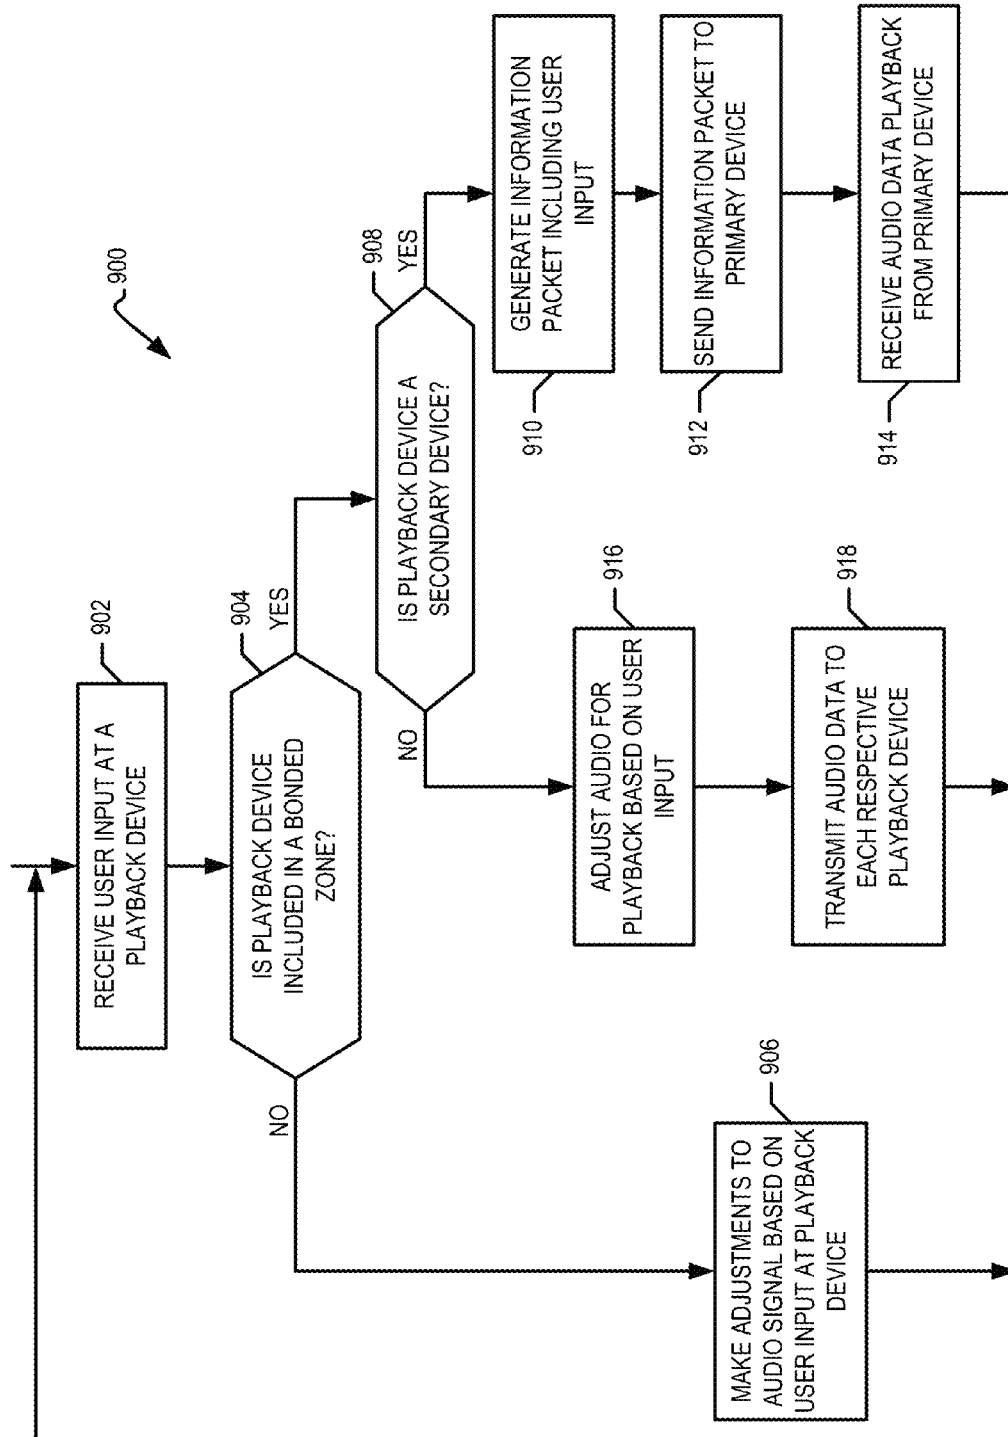 900
902
RECEIVE USER INPUT AT A
PLAYBACK DEVICE
904
IS PLAYBACK DEVICE
INCLUDED IN A BONDED
ZONE?
NO
YES
908
IS PLAYBACK DEVICE A
SECONDARY DEVICE?
NO
YES
906
MAKE ADJUSTMENTS TO
AUDIO SIGNAL BASED ON
USER INPUT AT PLAYBACK
DEVICE
916
ADJUST AUDIO FOR
PLAYBACK BASED ON USER
INPUT
918
TRANSMIT AUDIO DATA TO
EACH RESPECTIVE
PLAYBACK DEVICE
910
GENERATE INFORMATION
PACKET INCLUDING USER
INPUT
912
SEND INFORMATION PACKET TO
PRIMARY DEVICE
914
RECEIVE AUDIO DATA PLAYBACK
FROM PRIMARY DEVICE